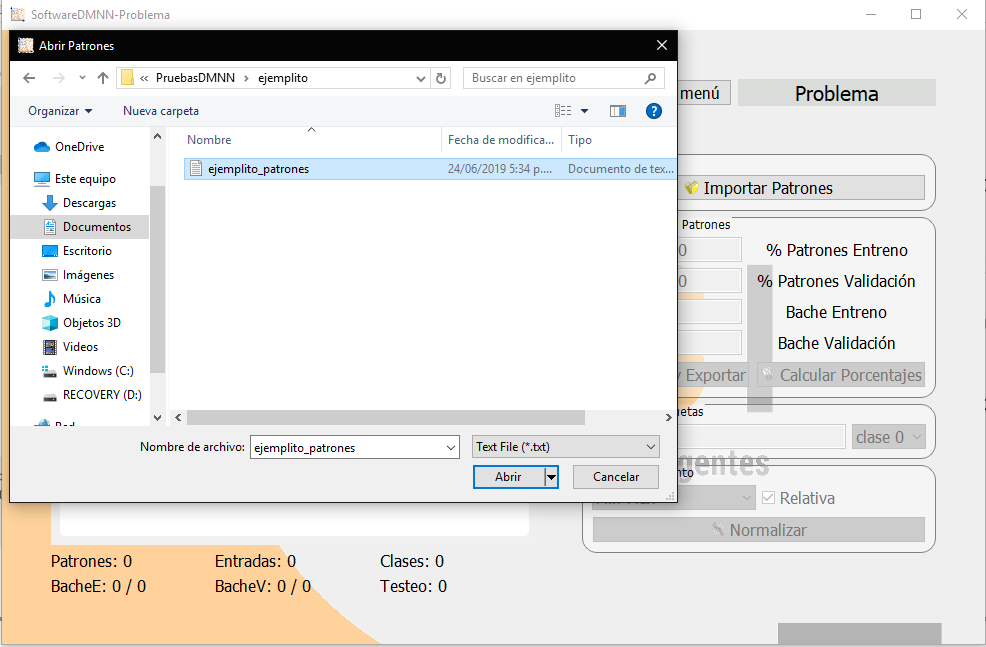 SoftwareDMNN-Problema
Abrir Patrones
« PruebasDMNN › ejemplito
Buscar en ejemplito
Organizar
Nueva carpeta
Nombre
Fecha de modifica...
Tipo
ejemplito_patrones
24/06/2019 5:34 p....
Documento de tex...
OneDrive
Este equipo
Descargas
Documentos
Escritorio
Imágenes
Música
Objetos 3D
Videos
Windows (C:)
RECOVERY (D:)
Nombre de archivo:
ejemplito_patrones
Text File (*.txt)
Abrir
Cancelar
menú
Problema
Importar Patrones
Patrones
0
% Patrones Entreno
0
% Patrones Validación
Bache Entreno
Bache Validación
y Exportar
Calcular Porcentajes
uetas
clase 0
gentes
nto
Relativa
Normalizar
Patrones: 0
Entradas: 0
Clases: 0
BacheE: 0 / 0
BacheV: 0 / 0
Testeo: 0